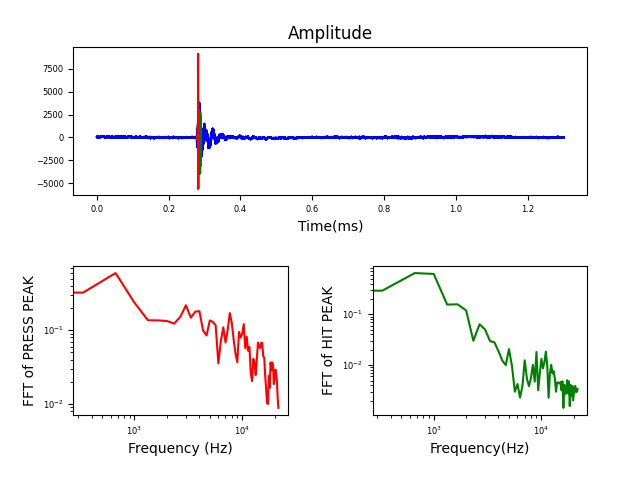 Amplitude
7500
5000
2500
0
−2500
−5000
0.0 0.2 0.4 0.6 0.8 1.0 1.2
Time(ms)
FFT of PRESS PEAK
10⁻¹
10⁻²
10³ 10⁴
Frequency (Hz)
FFT of HIT PEAK
10⁻¹
10⁻²
10³ 10⁴
Frequency(Hz)